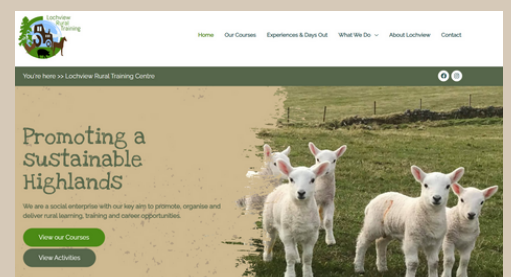 Lochview
Rural
Training
Home Our Courses Experiences & Days Out What We Do About Lochview Contact
You're here >> Lochview Rural Training Centre
Promoting a
sustainable
Highlands
We are a social enterprise with our key aim to promote, organise and
deliver rural learning, training and career opportunities.
View our Courses
View Activities